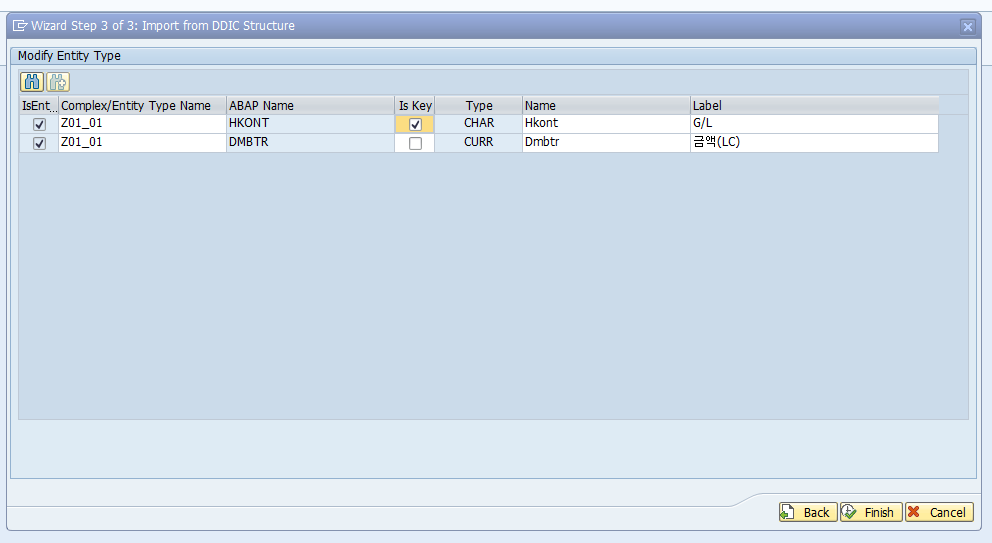 Wizard Step 3 of 3: Import from DDIC Structure
Modify Entity Type
IsEnt... Complex/Entity Type Name ABAP Name Is Key Type Name Label
Z01_01 HKONT CHAR Hkont G/L
Z01_01 DMBTR CURR Dmbtr 금액(LC)
Back Finish Cancel